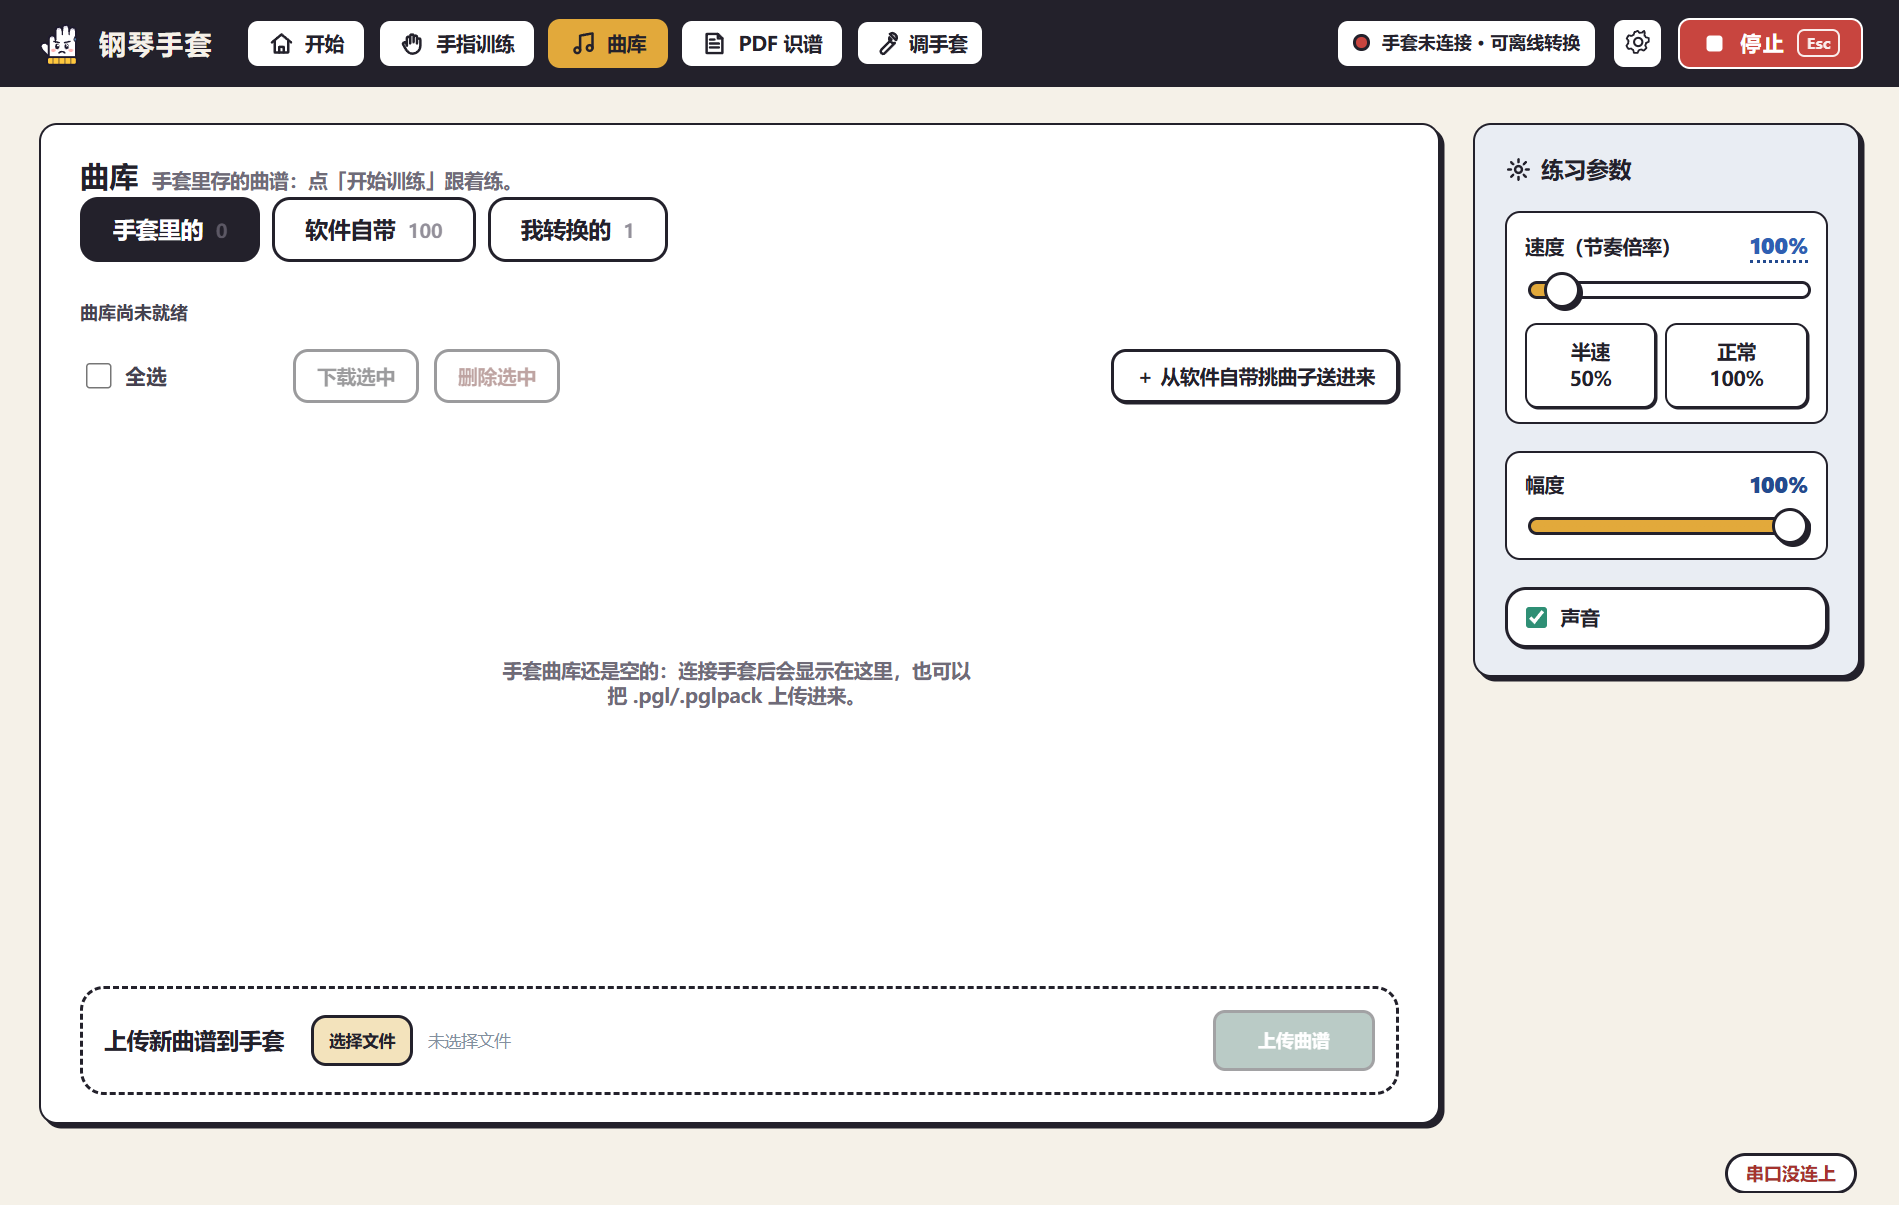 钢琴手套
开始
手指训练
曲库
PDF 识谱
调手套
手套未连接・可离线转换
停止 Esc
曲库 手套里存的曲谱：点「开始训练」跟着练。
手套里的 0
软件自带 100
我转换的 1
曲库尚未就绪
全选
下载选中
删除选中
+ 从软件自带挑曲子送进来
手套曲库还是空的：连接手套后会显示在这里，也可以
把 .pgl/.pglpack 上传进来。
上传新曲谱到手套
选择文件
未选择文件
上传曲谱
练习参数
速度（节奏倍率） 100%
半速
50%
正常
100%
幅度 100%
声音
串口没连上